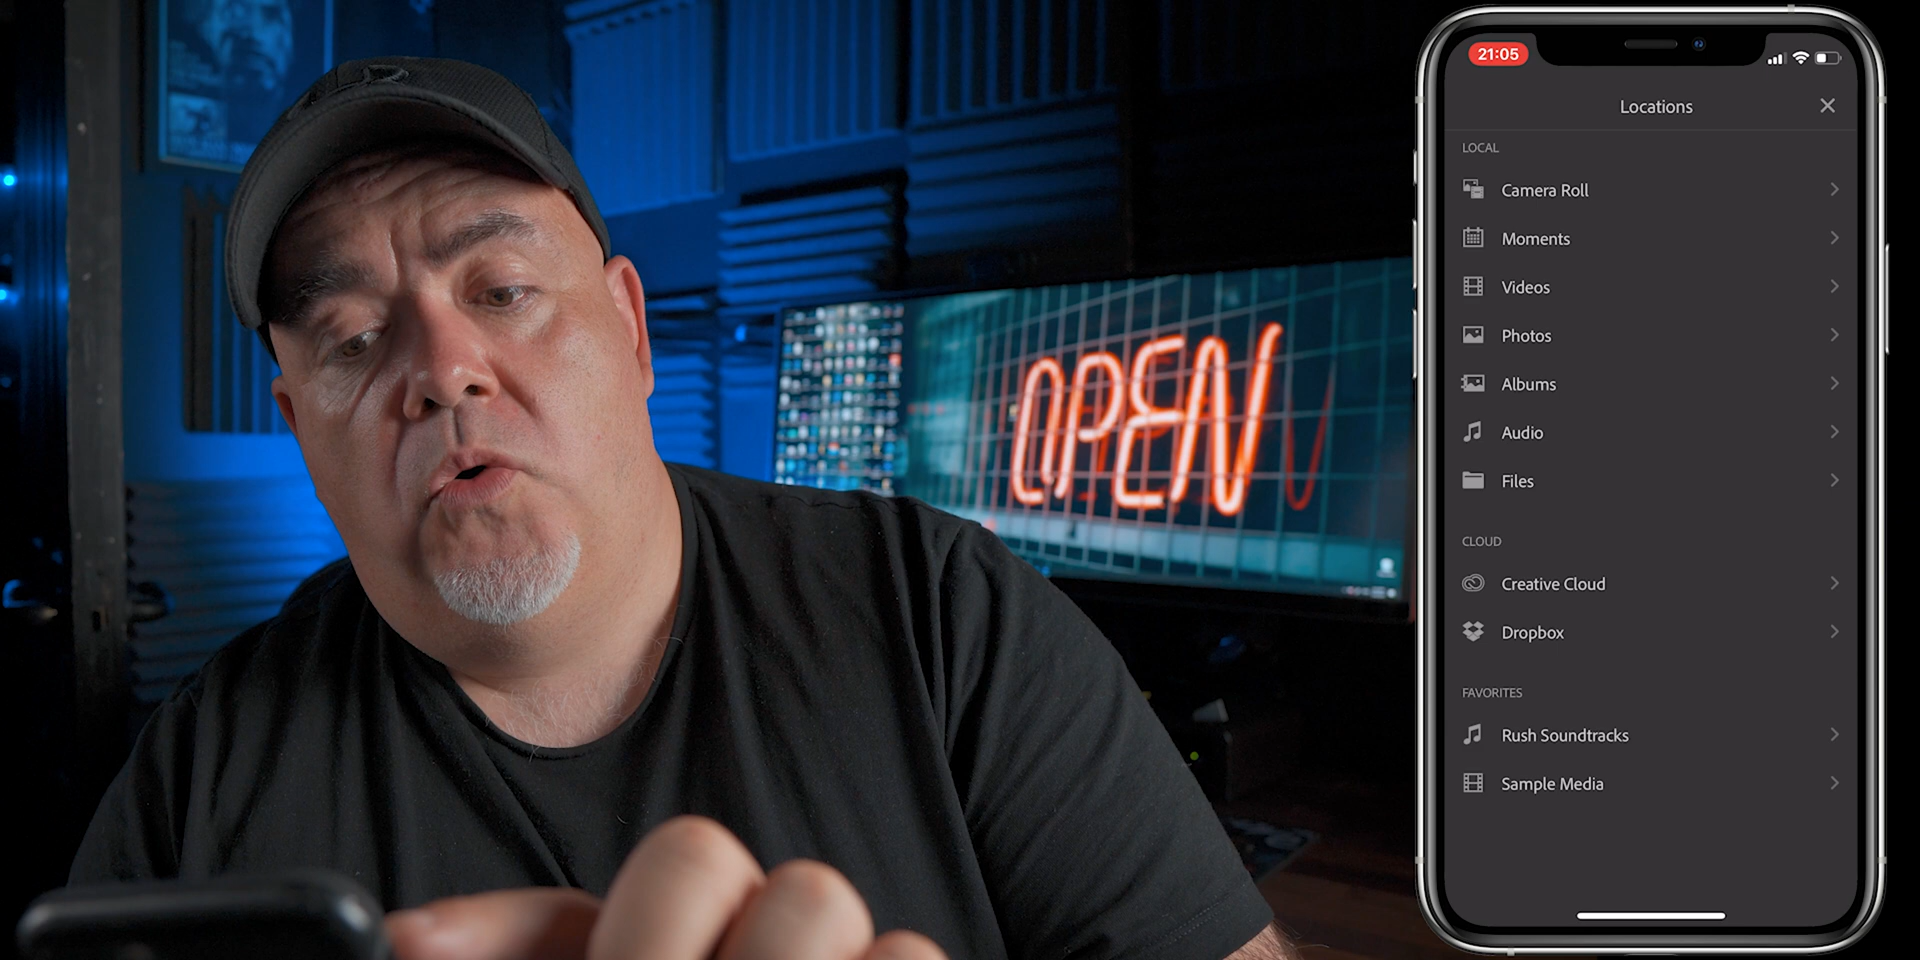 OPEN
21:05
Locations
LOCAL
Camera Roll
Moments
Videos
Photos
Albums
Audio
Files
CLOUD
Creative Cloud
Dropbox
FAVORITES
Rush Soundtracks
Sample Media